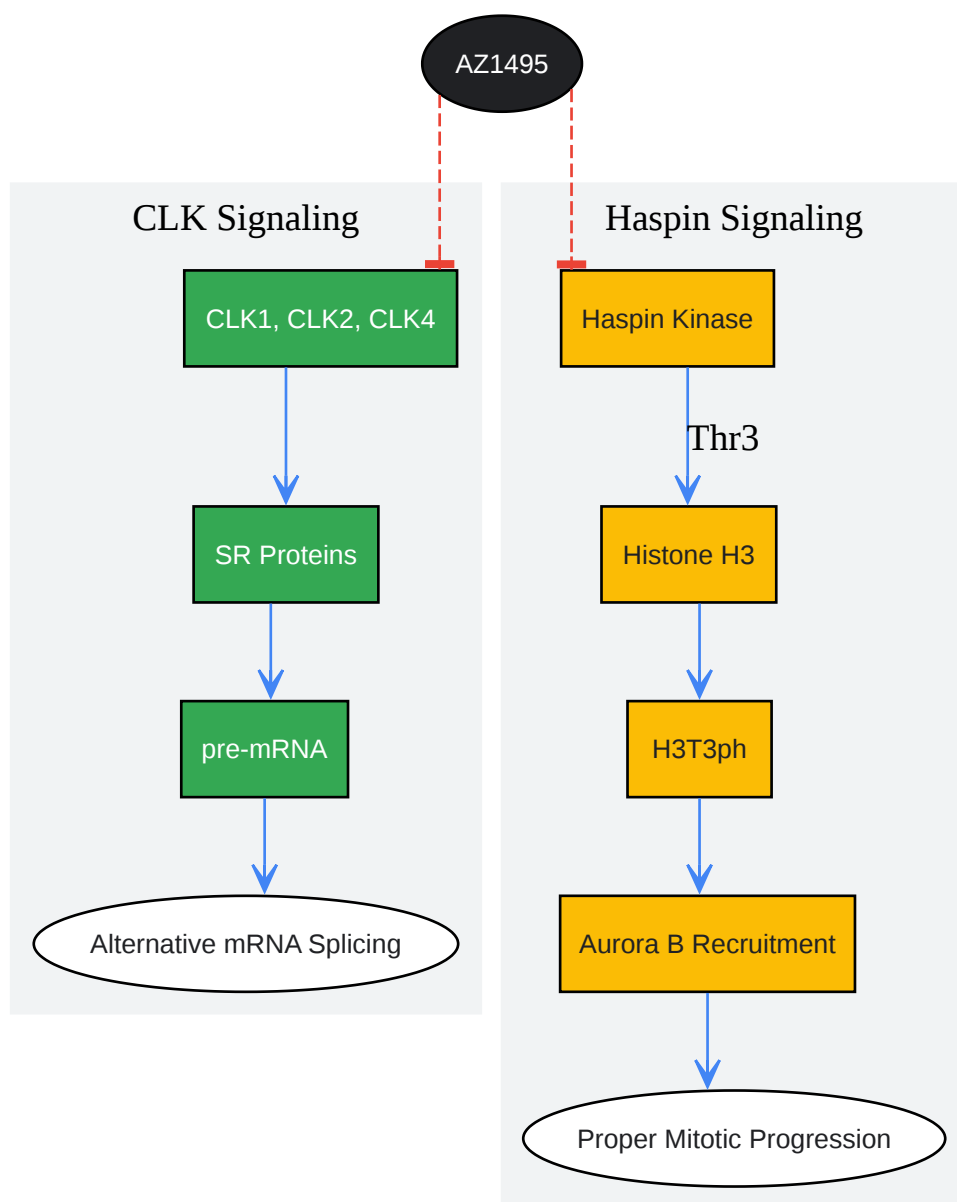 AZ1495
CLK Signaling
CLK1, CLK2, CLK4
SR Proteins
pre-mRNA
Alternative mRNA Splicing
Haspin Signaling
Haspin Kinase
Thr3
Histone H3
H3T3ph
Aurora B Recruitment
Proper Mitotic Progression